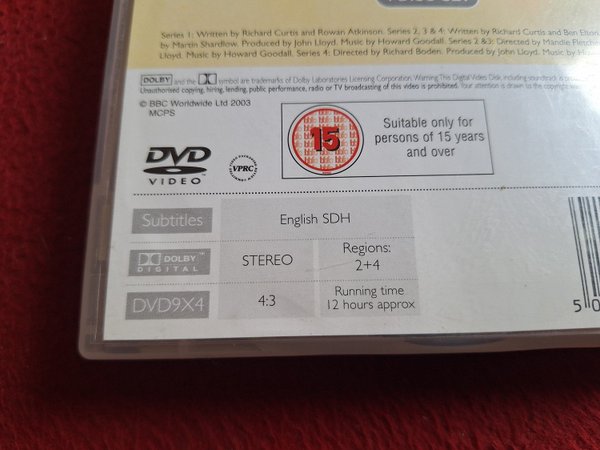 Series 1: Written by Richard Curtis and Rowan Atkinson. Series 2, 3 & 4: Written by Richard Curtis and Ben Elton.
by Martin Shardlow. Produced by John Lloyd. Music by Howard Goodall. Series 2 &3: Directed by Mandie Fletcher
Lloyd. Music by Howard Goodall. Series 4: Directed by Richard Boden. Produced by John Lloyd. Music by Howard
DOLBY and the symbol are trademarks of Dolby Laboratories Licensing Corporation. Warning: This Digital Video Disk, including soundtrack is
Unauthorised copying, hiring, lending, public performance, radio or TV broadcasting of this video is prohibited. Your attention is drawn to the copyright
© BBC Worldwide Ltd 2003
MCPS
15
Suitable only for
persons of 15 years
and over
DVD
VIDEO
VPRC
Subtitles
English SDH
DOLBY™
DIGITAL
STEREO
Regions:
2+4
DVD9X4
4:3
Running time
12 hours approx
5